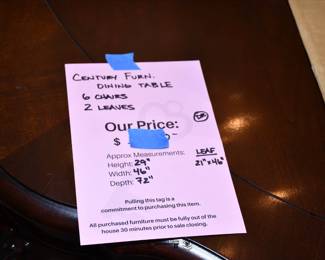 CENTURY FURN.
DINING TABLE
6 CHAIRS
2 LEAVES
DR
Our Price:
$
Approx Measurements:
Height: 29"
Width: 46"
Depth: 72"
LEAF
21" x 46"
Pulling this tag is a
commitment to purchasing this item.
All purchased furniture must be fully out of the
house 30 minutes prior to sale closing.